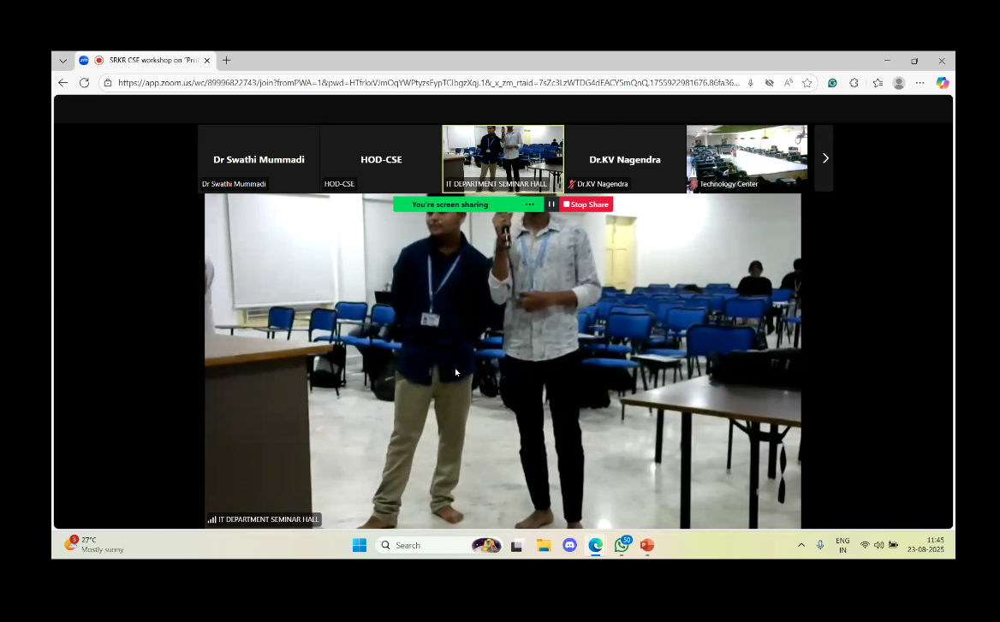 SRKR CSE workshop on "Prol
https://app.zoom.us/wc/89996822743/join?fromPWA=1&pwd=HTfrkxVJmOqYWPtyzsEypTCIbgzXqj.1&_x_zm_rtaid=7sZc3LzWTDG4dEACY5mQnQ.1755922981676.86fa36...
Dr Swathi Mummadi
HOD-CSE
Dr.KV Nagendra
Dr Swathi Mummadi
HOD-CSE
IT DEPARTMENT SEMINAR HALL
Dr.KV Nagendra
Technology Center
You're screen sharing
Stop Share
IT DEPARTMENT SEMINAR HALL
3
27°C
Mostly sunny
Search
50
ENG
IN
11:45
23-08-2025